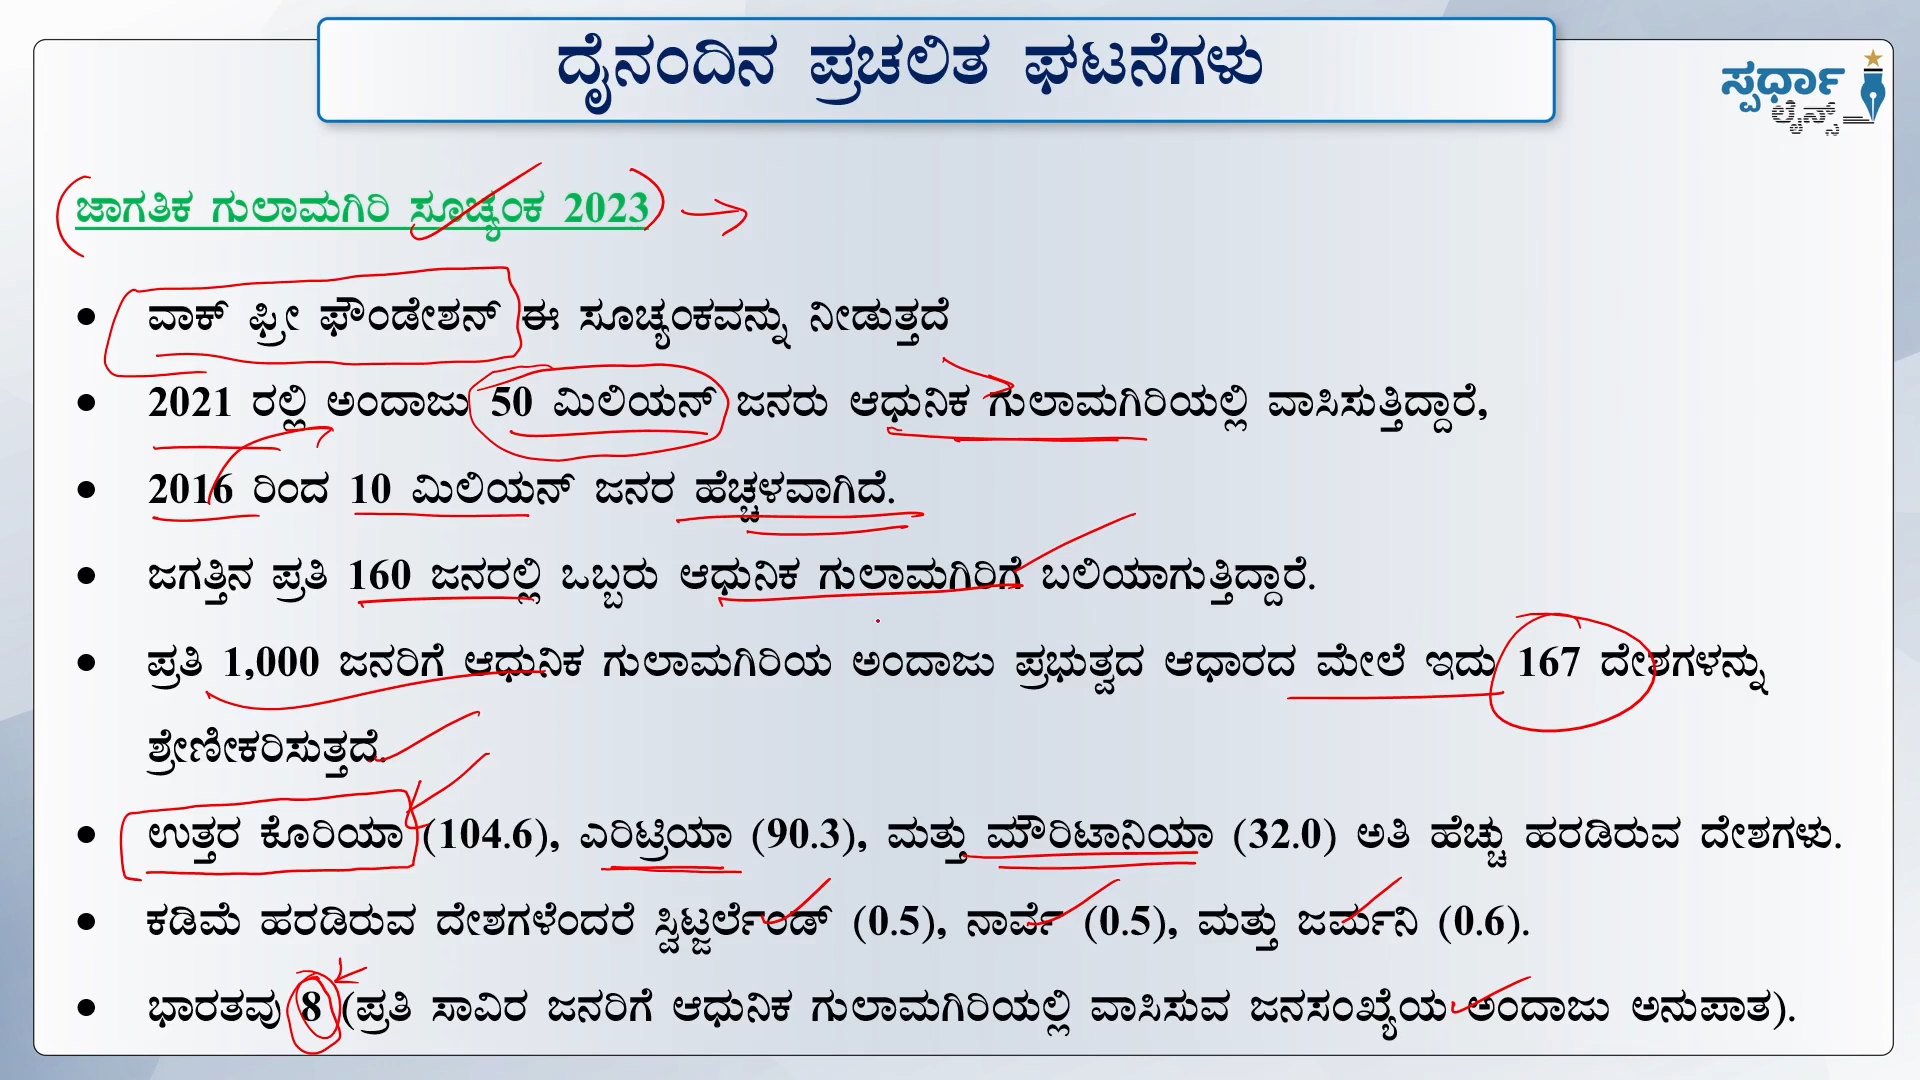 ದೈನಂದಿನ ಪ್ರಚಲಿತ ಘಟನೆಗಳು
ಸ್ಪರ್ಧಾ
ಲೈನ್ಸ್
ಜಾಗತಿಕ ಗುಲಾಮಗಿರಿ ಸೂಚ್ಯಂಕ 2023
• ವಾಕ್ ಫ್ರೀ ಫೌಂಡೇಶನ್ ಈ ಸೂಚ್ಯಂಕವನ್ನು ನೀಡುತ್ತದೆ
• 2021 ರಲ್ಲಿ ಅಂದಾಜು 50 ಮಿಲಿಯನ್ ಜನರು ಆಧುನಿಕ ಗುಲಾಮಗಿರಿಯಲ್ಲಿ ವಾಸಿಸುತ್ತಿದ್ದಾರೆ,
• 2016 ರಿಂದ 10 ಮಿಲಿಯನ್ ಜನರ ಹೆಚ್ಚಳವಾಗಿದೆ.
• ಜಗತ್ತಿನ ಪ್ರತಿ 160 ಜನರಲ್ಲಿ ಒಬ್ಬರು ಆಧುನಿಕ ಗುಲಾಮಗಿರಿಗೆ ಬಲಿಯಾಗುತ್ತಿದ್ದಾರೆ.
• ಪ್ರತಿ 1,000 ಜನರಿಗೆ ಆಧುನಿಕ ಗುಲಾಮಗಿರಿಯ ಅಂದಾಜು ಪ್ರಭುತ್ವದ ಆಧಾರದ ಮೇಲೆ ಇದು 167 ದೇಶಗಳನ್ನು
ಶ್ರೇಣೀಕರಿಸುತ್ತದೆ.
• ಉತ್ತರ ಕೊರಿಯಾ (104.6), ಎರಿಟ್ರಿಯಾ (90.3), ಮತ್ತು ಮೌರಿಟಾನಿಯಾ (32.0) ಅತಿ ಹೆಚ್ಚು ಹರಡಿರುವ ದೇಶಗಳು.
• ಕಡಿಮೆ ಹರಡಿರುವ ದೇಶಗಳೆಂದರೆ ಸ್ವಿಟ್ಜರ್ಲೆಂಡ್ (0.5), ನಾರ್ವೆ (0.5), ಮತ್ತು ಜರ್ಮನಿ (0.6).
• ಭಾರತವು 8 (ಪ್ರತಿ ಸಾವಿರ ಜನರಿಗೆ ಆಧುನಿಕ ಗುಲಾಮಗಿರಿಯಲ್ಲಿ ವಾಸಿಸುವ ಜನಸಂಖ್ಯೆಯ ಅಂದಾಜು ಅನುಪಾತ).